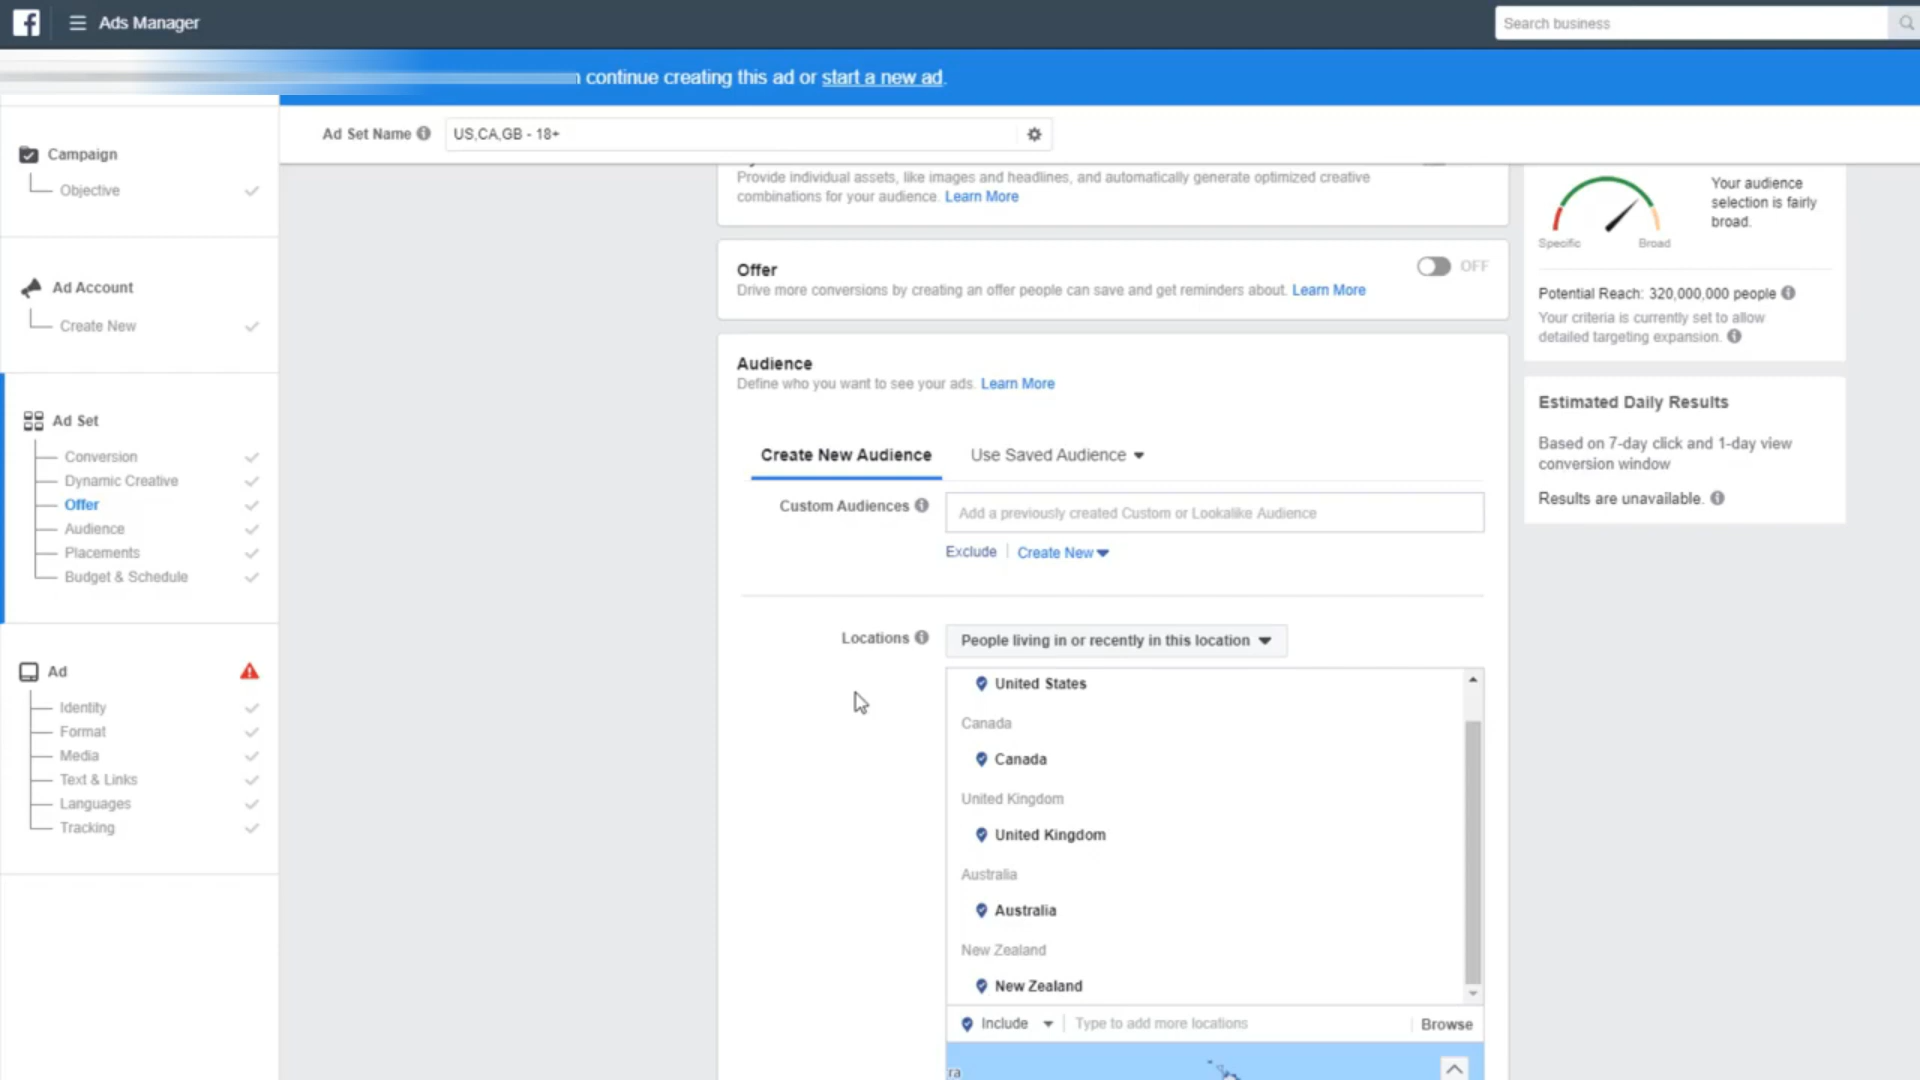 Ads Manager
Search business
continue creating this ad or start a new ad.
Ad Set Name
US,CA,GB - 18+
Campaign
Objective
Ad Account
Create New
Ad Set
Conversion
Dynamic Creative
Offer
Audience
Placements
Budget & Schedule
Ad
Identity
Format
Media
Text & Links
Languages
Tracking
Provide individual assets, like images and headlines, and automatically generate optimized creative
combinations for your audience. Learn More
Offer
OFF
Drive more conversions by creating an offer people can save and get reminders about. Learn More
Audience
Define who you want to see your ads. Learn More
Create New Audience
Use Saved Audience
Custom Audiences
Add a previously created Custom or Lookalike Audience
Exclude
Create New
Locations
People living in or recently in this location
United States
Canada
Canada
United Kingdom
United Kingdom
Australia
Australia
New Zealand
New Zealand
Include
Type to add more locations
Browse
ra
Your audience
selection is fairly
broad.
Specific
Broad
Potential Reach: 320,000,000 people
Your criteria is currently set to allow
detailed targeting expansion.
Estimated Daily Results
Based on 7-day click and 1-day view
conversion window
Results are unavailable.